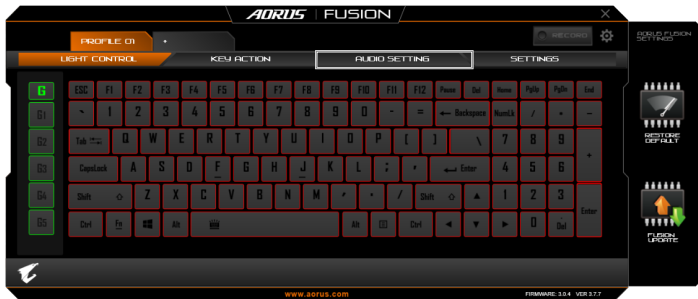 AORUS | FUSION
PROFILE 01
RECORD
AORUS FUSION
SETTINGS
LIGHT CONTROL KEY ACTION AUDIO SETTING SETTINGS
G ESC F1 F2 F3 F4 F5 F6 F7 F8 F9 F10 F11 F12 Pause Del Home PgUp PgDn End
G1 ` 1 2 3 4 5 6 7 8 9 0 - = ← Backspace NumLk / * -
G2 Tab Q W E R T Y U I O P [ ] \ 7 8 9 +
G3 CapsLock A S D F G H J K L ; ' Enter 4 5 6
G4 Shift Z X C V B N M , . / Shift ▲ 1 2 3 Enter
G5 Ctrl Fn Alt Alt Ctrl ◄ ▼ ► 0 . Del
RESTORE
DEFAULT
FUSION
UPDATE
www.aorus.com
FIRMWARE: 3.0.4 VER 3.7.7